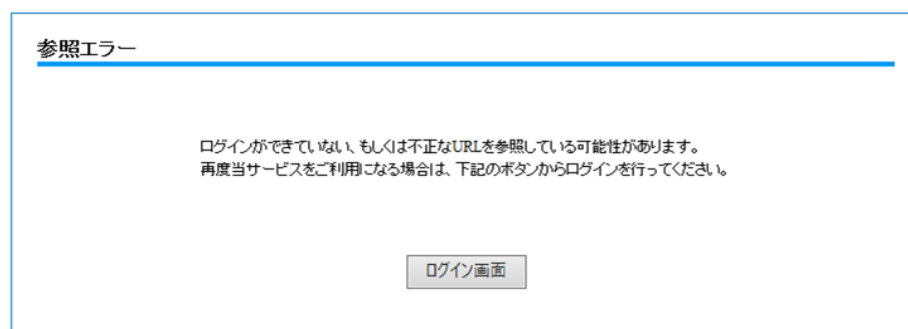 参照エラー
ログインができていない、もしくは不正なURLを参照している可能性があります。
再度当サービスをご利用になる場合は、下記のボタンからログインを行ってください。
ログイン画面